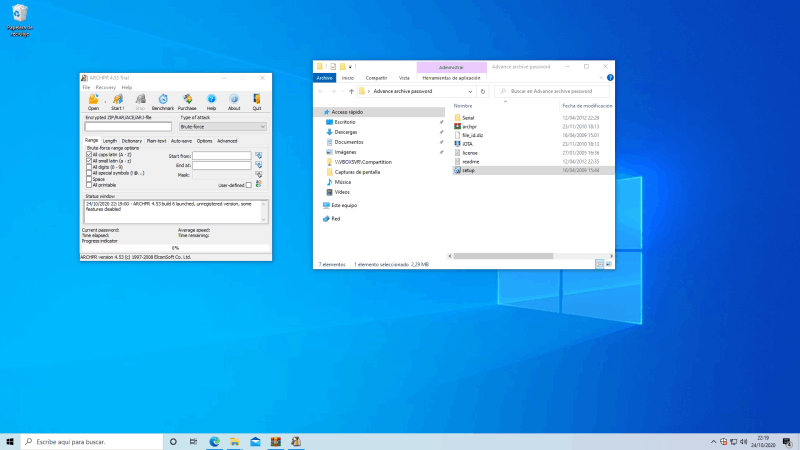 Papelera de reciclaje
ARCHPR 4.53 Trial
File Recovery Help
Open Start! Stop Benchmark Purchase Help About Quit
Encrypted ZIP/RAR/ACE/ARJ-file
Type of attack
Brute-force
Range Length Dictionary Plain-text Auto-save Options Advanced
Brute-force range options
All caps latin (A - Z)
All small latin (a - z)
All digits (0 - 9)
All special symbols (!@...)
Space
All printable
Start from:
End at:
Mask:
User-defined
Status window
24/10/2020 22:19:00 - ARCHPR 4.53 build 6 launched, unregistered version, some
features disabled
Current password:
Average speed:
Time elapsed:
Time remaining:
Progress indicator
0%
ARCHPR version 4.53 (c) 1997-2008 ElcomSoft Co. Ltd.
Administrar
Advance archive password
Archivo Inicio Compartir Vista Herramientas de aplicación
Advance archive password
Buscar en Advance archive password
Acceso rápido
Escritorio
Descargas
Documentos
Imágenes
\\VBOXSVR\Compartition
Capturas de pantalla
Música
Vídeos
Este equipo
Red
Nombre Fecha de modificación
Serial 12/04/2012 22:28
archpr 23/11/2010 18:13
file_id.diz 10/04/2009 15:01
iOTA 23/11/2010 18:13
license 21/01/2005 16:36
readme 12/04/2012 22:35
setup 10/04/2009 15:44
7 elementos 1 elemento seleccionado 2,29 MB
Escribe aquí para buscar.
22:19
24/10/2020